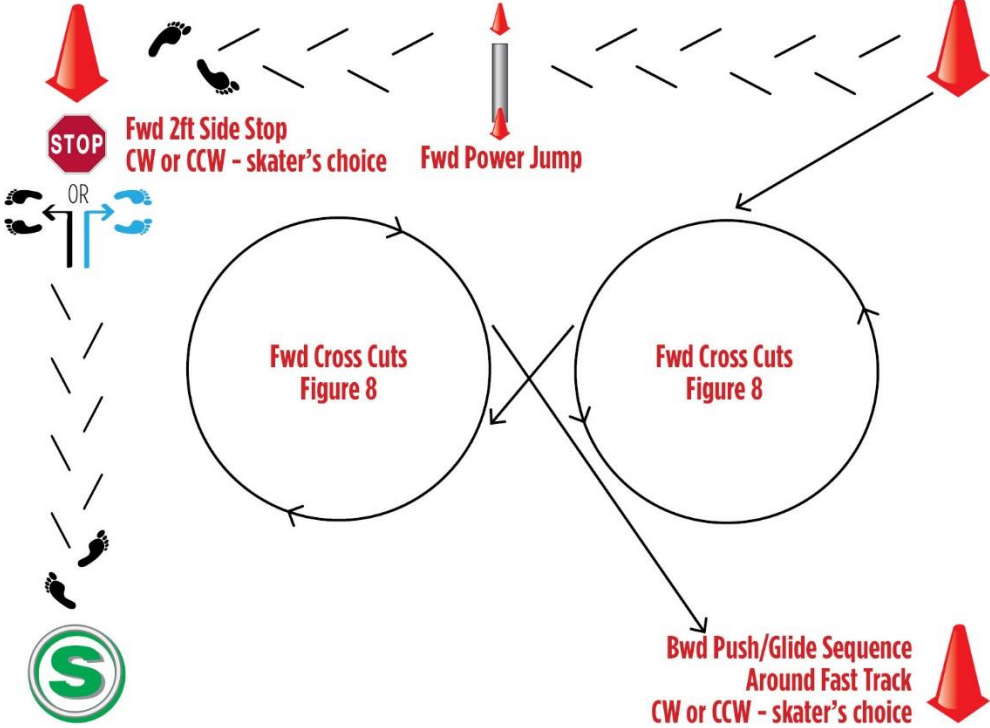 STOP
Fwd 2ft Side Stop
CW or CCW – skater's choice
Fwd Power Jump
OR
Fwd Cross Cuts
Figure 8
Fwd Cross Cuts
Figure 8
S
Bwd Push/Glide Sequence
Around Fast Track
CW or CCW – skater's choice